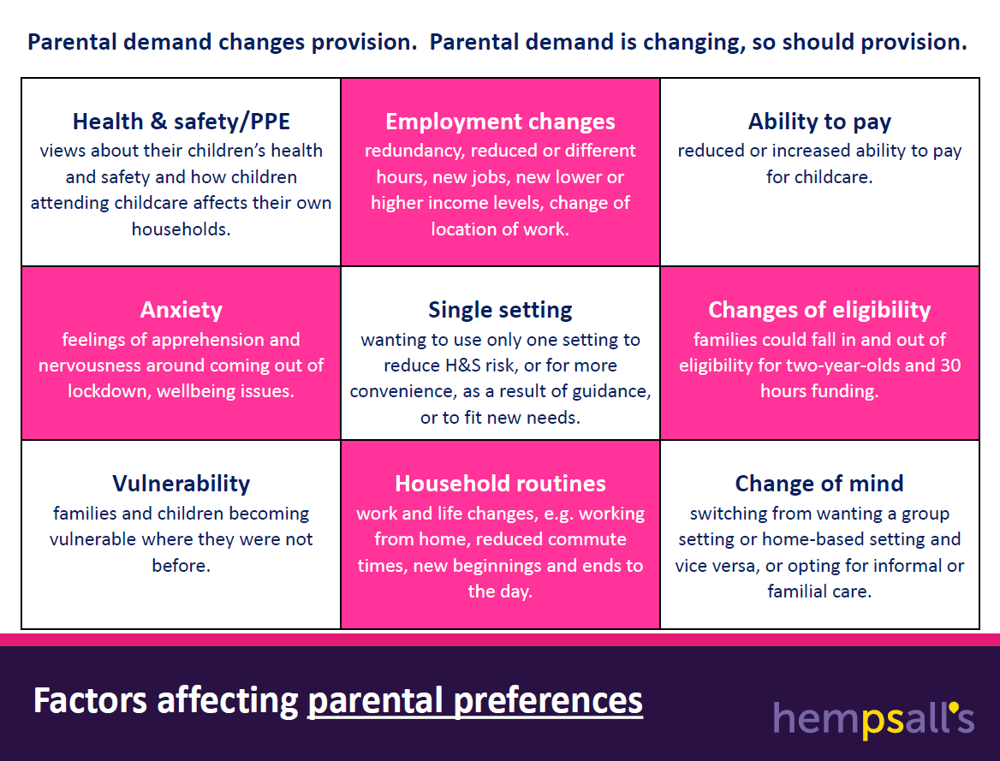 Parental demand changes provision.  Parental demand is changing, so should provision.
Health & safety/PPE
views about their children’s health
and safety and how children
attending childcare affects their own
households.
Employment changes
redundancy, reduced or different
hours, new jobs, new lower or
higher income levels, change of
location of work.
Ability to pay
reduced or increased ability to pay
for childcare.
Anxiety
feelings of apprehension and
nervousness around coming out of
lockdown, wellbeing issues.
Single setting
wanting to use only one setting to
reduce H&S risk, or for more
convenience, as a result of guidance,
or to fit new needs.
Changes of eligibility
families could fall in and out of
eligibility for two-year-olds and 30
hours funding.
Vulnerability
families and children becoming
vulnerable where they were not
before.
Household routines
work and life changes, e.g. working
from home, reduced commute
times, new beginnings and ends to
the day.
Change of mind
switching from wanting a group
setting or home-based setting and
vice versa, or opting for informal or
familial care.
Factors affecting parental preferences
hempsall's